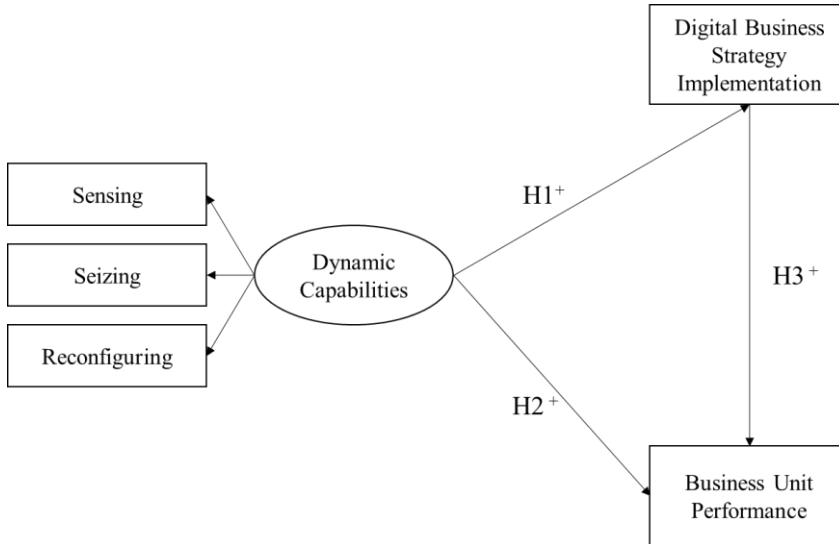 Digital Business
Strategy
Implementation
Sensing
H1+
Seizing
Dynamic
Capabilities
H3+
Reconfiguring
H2+
Business Unit
Performance